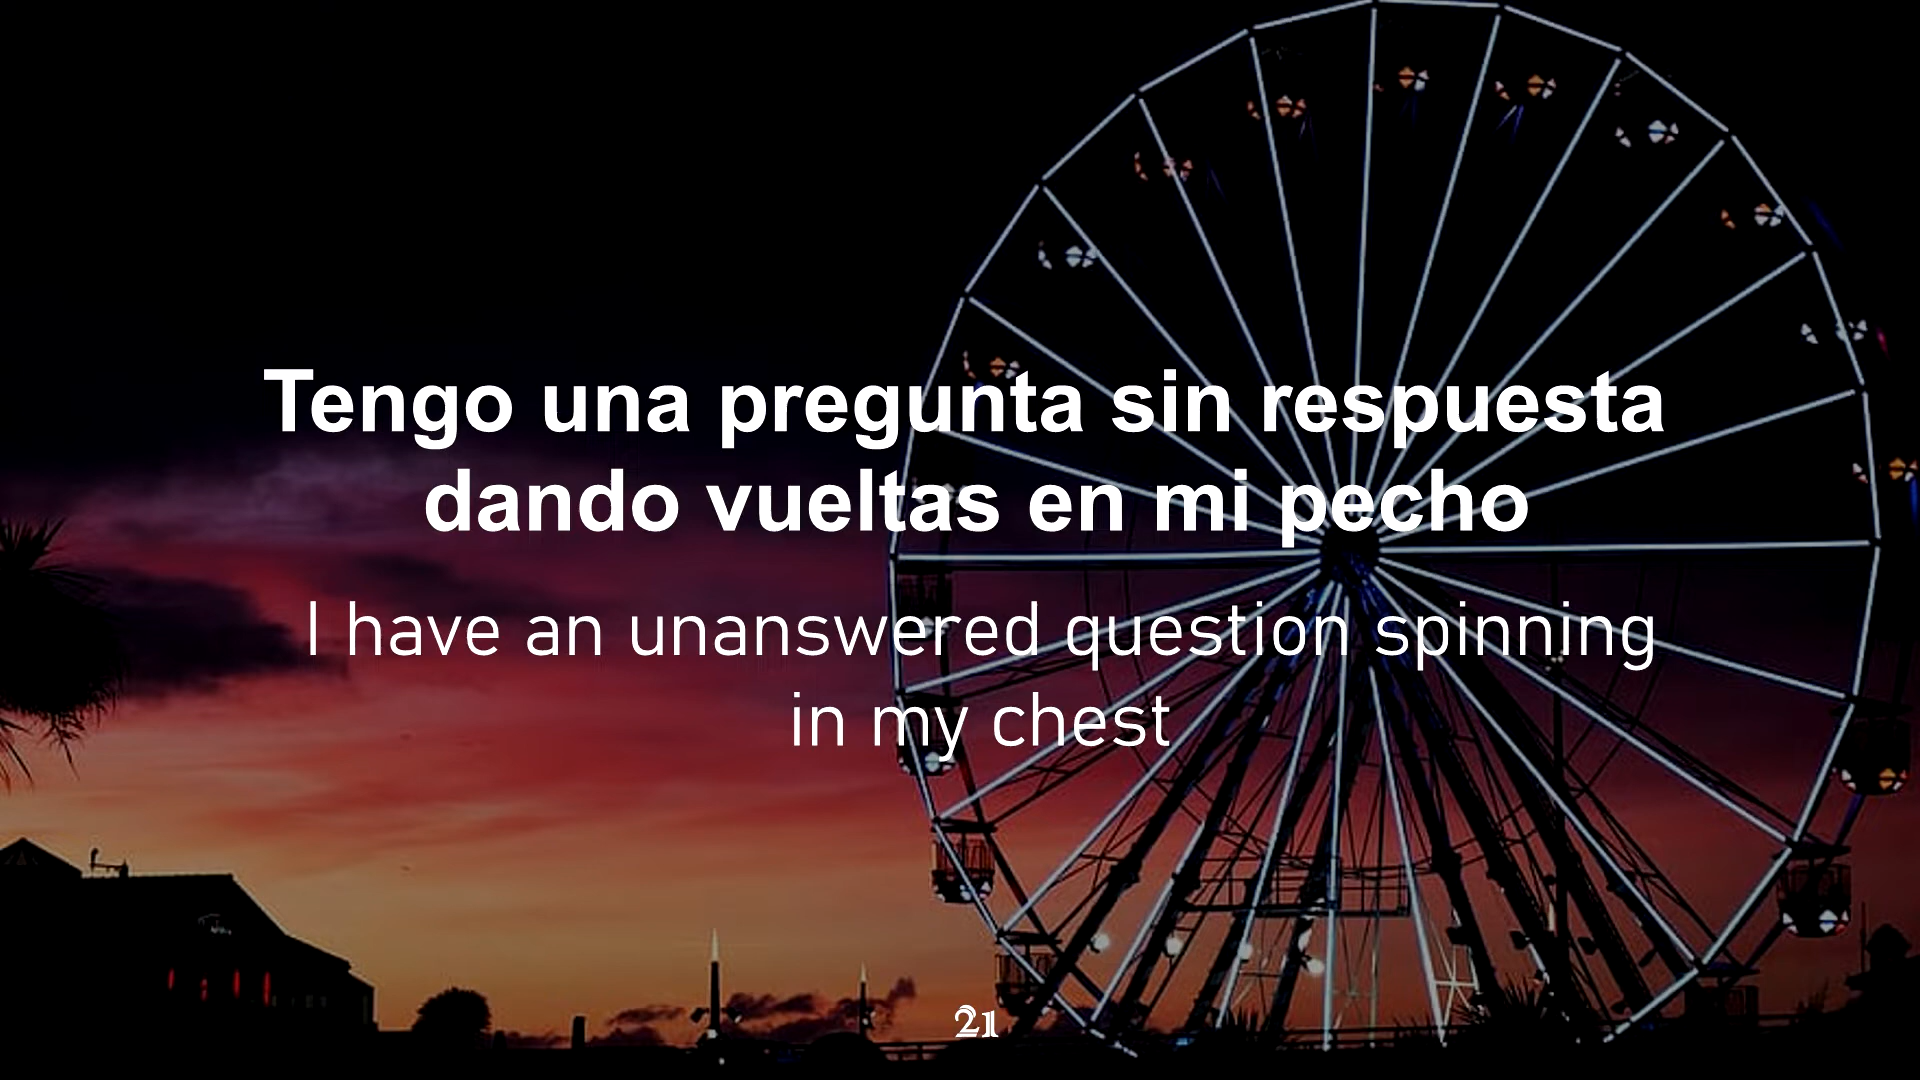 Tengo una pregunta sin respuesta
dando vueltas en mi pecho
I have an unanswered question spinning
in my chest
21